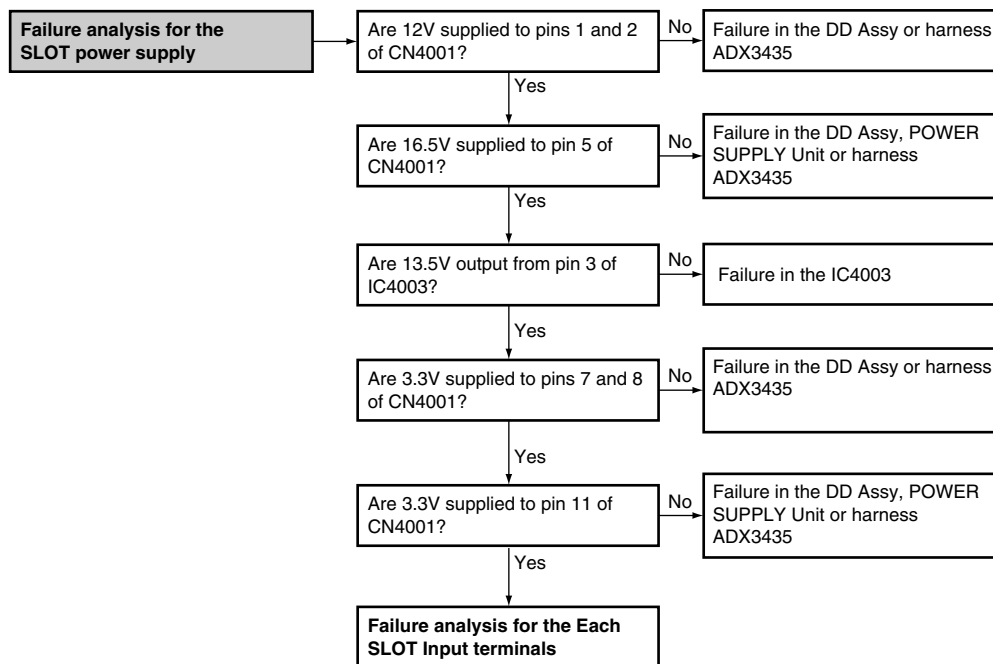 Failure analysis for the
SLOT power supply
Are 12V supplied to pins 1 and 2
of CN4001?
No
Failure in the DD Assy or harness
ADX3435
Yes
Are 16.5V supplied to pin 5 of
CN4001?
No
Failure in the DD Assy, POWER
SUPPLY Unit or harness
ADX3435
Yes
Are 13.5V output from pin 3 of
IC4003?
No
Failure in the IC4003
Yes
Are 3.3V supplied to pins 7 and 8
of CN4001?
No
Failure in the DD Assy or harness
ADX3435
Yes
Are 3.3V supplied to pin 11 of
CN4001?
No
Failure in the DD Assy, POWER
SUPPLY Unit or harness
ADX3435
Yes
Failure analysis for the Each
SLOT Input terminals